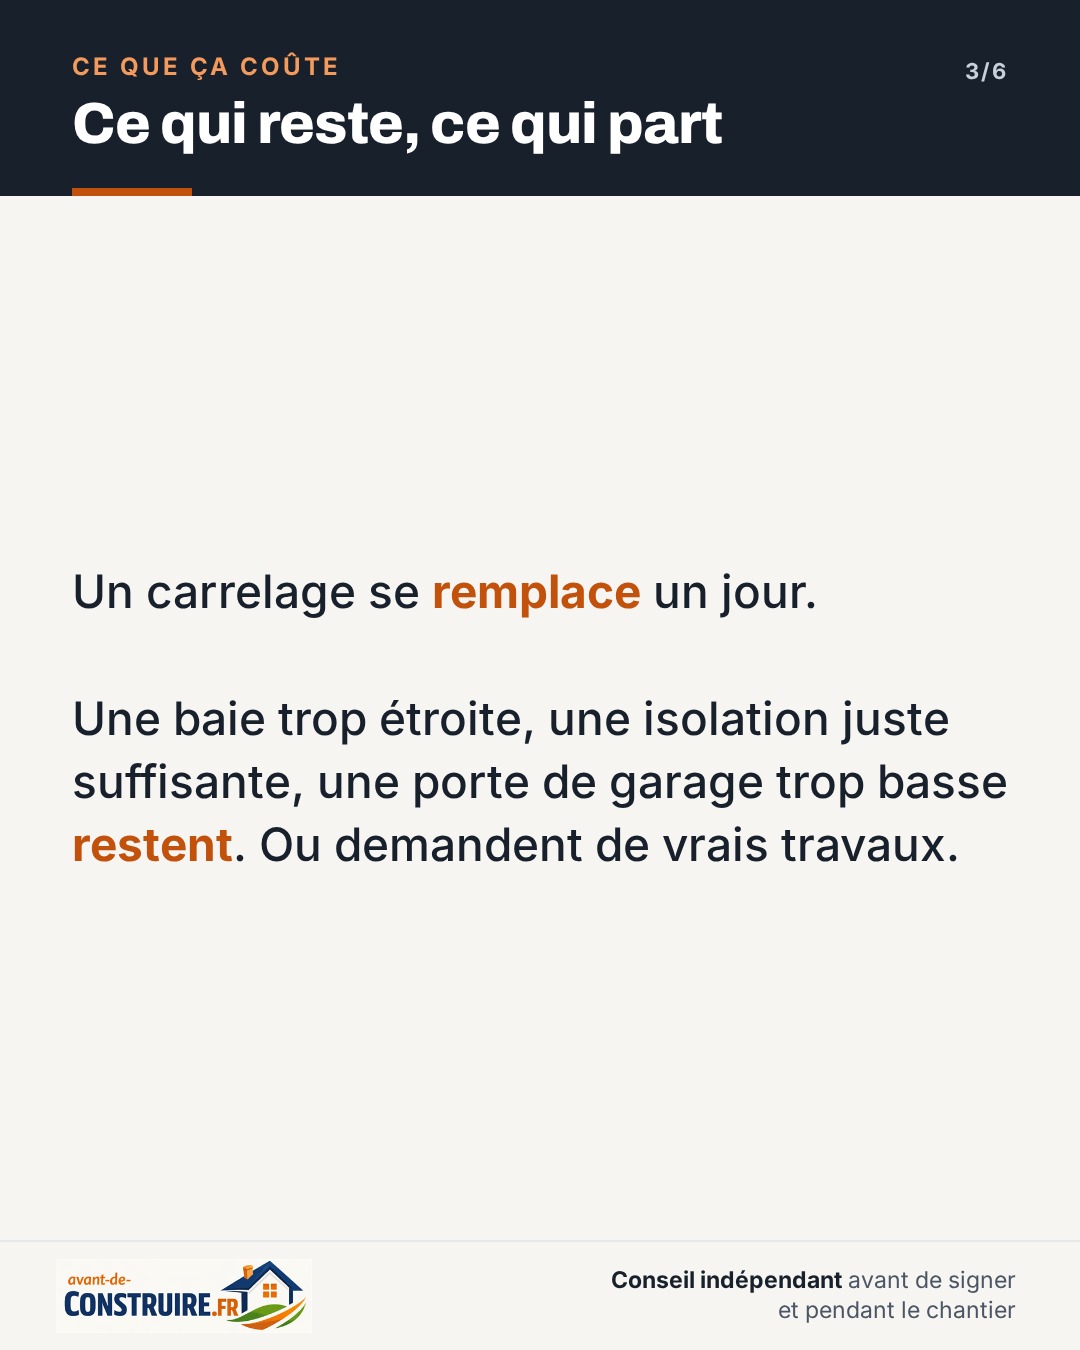 CE QUE ÇA COÛTE
3/6
Ce qui reste, ce qui part
Un carrelage se remplace un jour.
Une baie trop étroite, une isolation juste
suffisante, une porte de garage trop basse
restent. Ou demandent de vrais travaux.
avant-de-
CONSTRUIRE.FR
Conseil indépendant avant de signer
et pendant le chantier